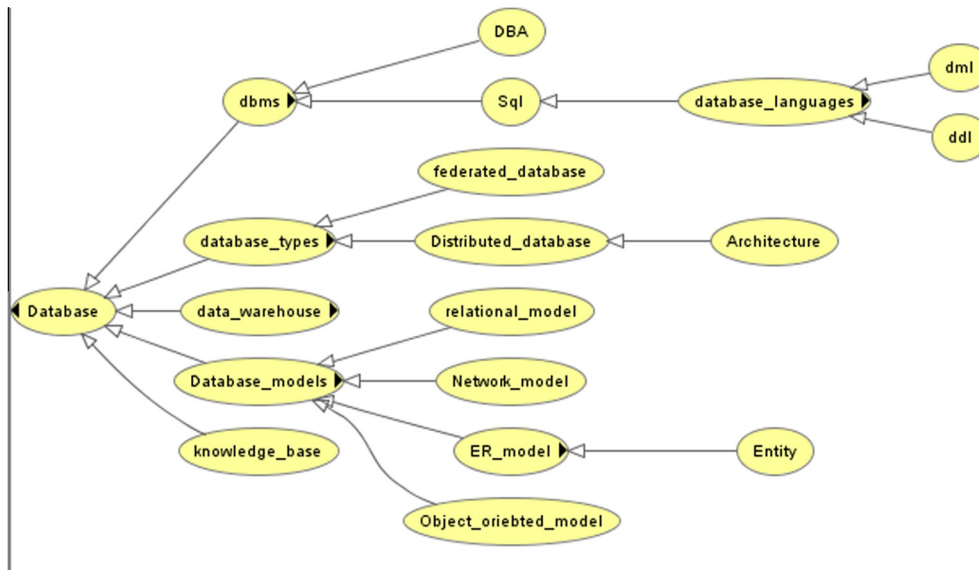 DBA
dbms
Sql
database_languages
dml
ddl
federated_database
database_types
Distributed_database
Architecture
Database
data_warehouse
relational_model
Database_models
Network_model
knowledge_base
ER_model
Entity
Object_oriebted_model